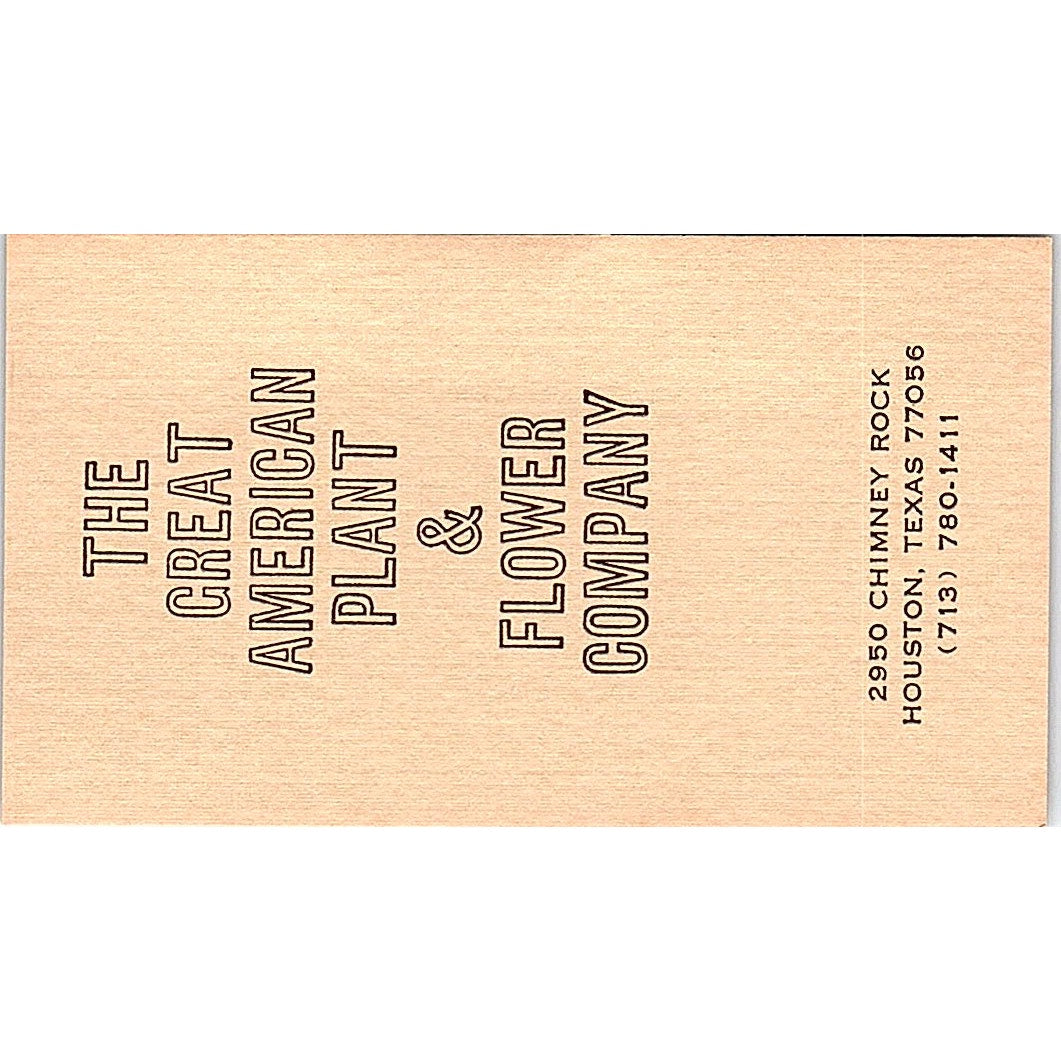 THE
GREAT
AMERICAN
PLANT
&
FLOWER
COMPANY
2950 CHIMNEY ROCK
HOUSTON, TEXAS 77056
(713) 780-1411